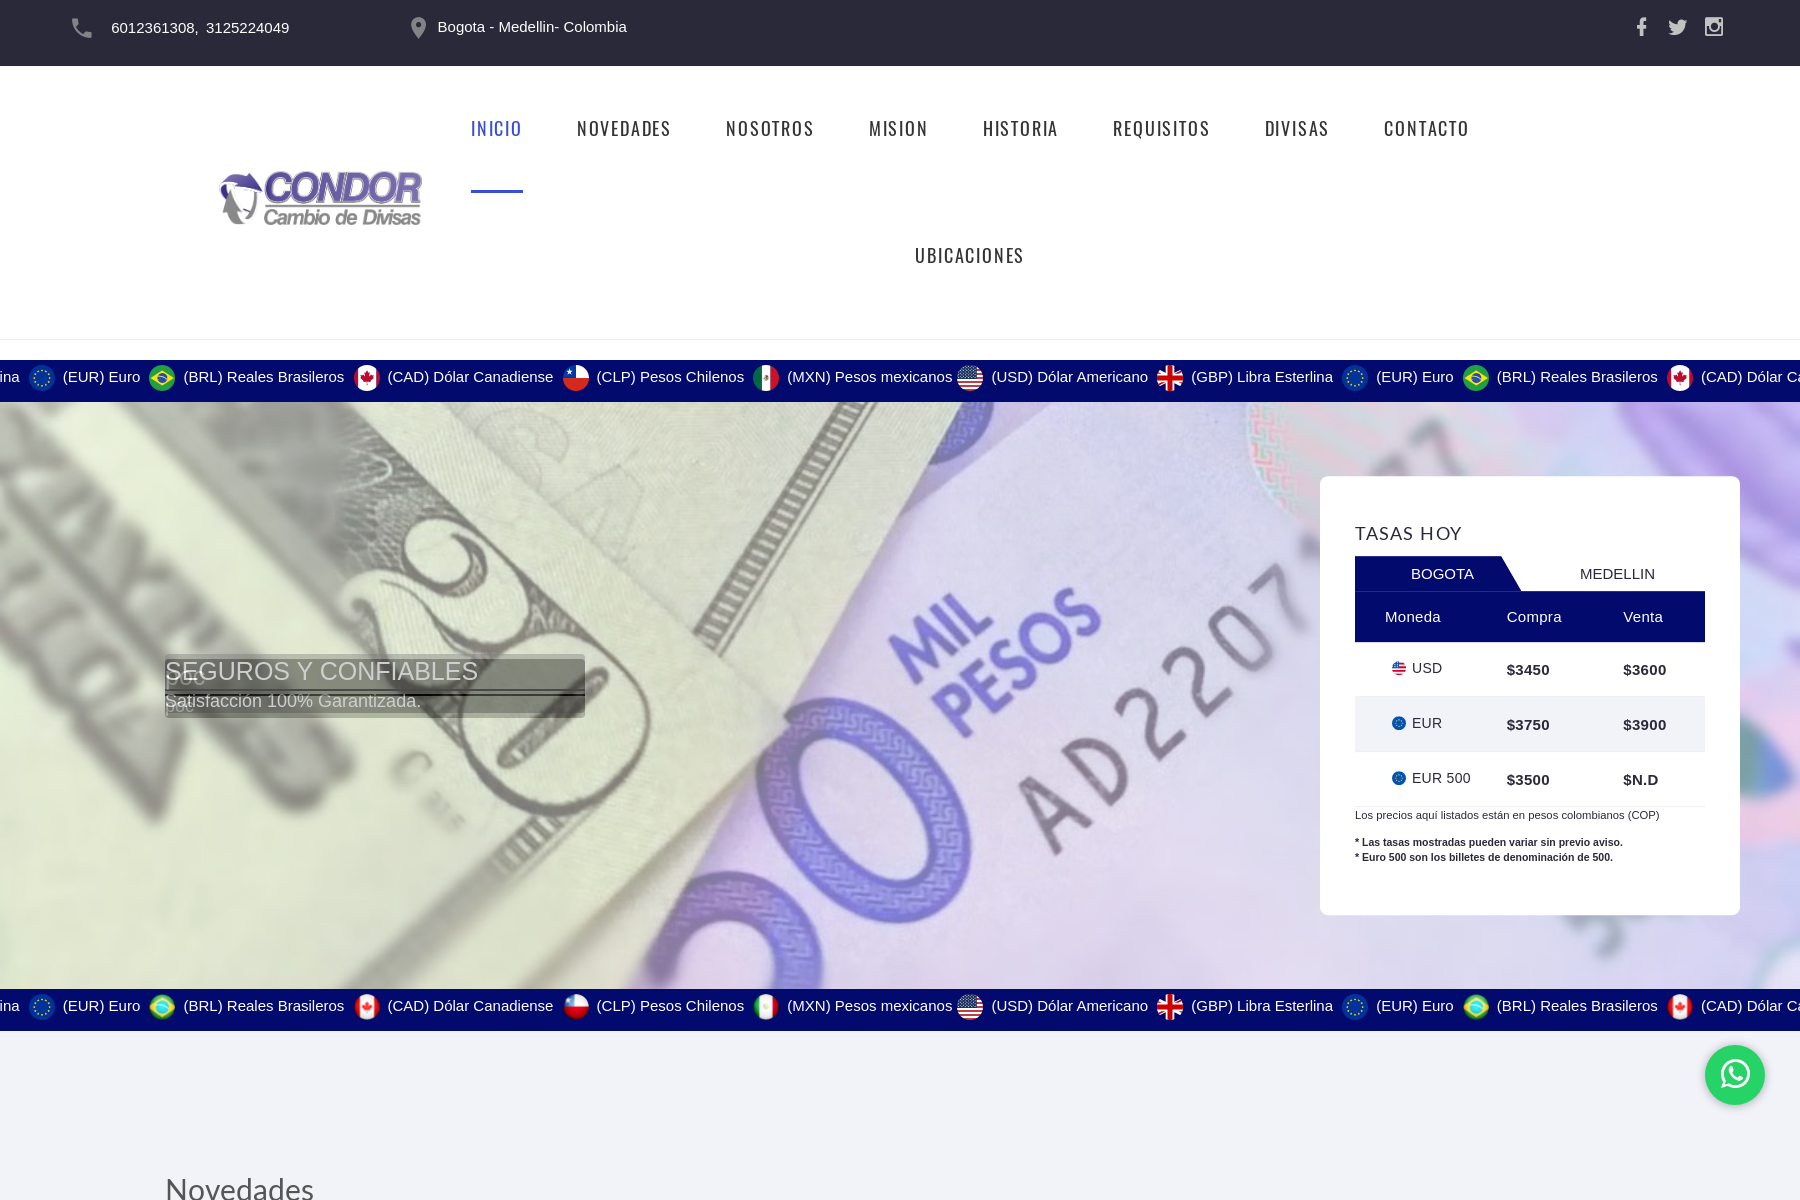 6012361308, 3125224049
Bogota - Medellin- Colombia
INICIO NOVEDADES NOSOTROS MISION HISTORIA REQUISITOS DIVISAS CONTACTO
CONDOR
Cambio de Divisas
UBICACIONES
ina (EUR) Euro (BRL) Reales Brasileros (CAD) Dólar Canadiense (CLP) Pesos Chilenos (MXN) Pesos mexicanos (USD) Dólar Americano (GBP) Libra Esterlina (EUR) Euro (BRL) Reales Brasileros (CAD) Dólar Ca
20
MIL
PESOS
AD2207
TASAS HOY
BOGOTA MEDELLIN
Moneda Compra Venta
USD $3450 $3600
EUR $3750 $3900
EUR 500 $3500 $N.D
Los precios aquí listados están en pesos colombianos (COP)
* Las tasas mostradas pueden variar sin previo aviso.
* Euro 500 son los billetes de denominación de 500.
SEGUROS Y CONFIABLES
Satisfacción 100% Garantizada.
ina (EUR) Euro (BRL) Reales Brasileros (CAD) Dólar Canadiense (CLP) Pesos Chilenos (MXN) Pesos mexicanos (USD) Dólar Americano (GBP) Libra Esterlina (EUR) Euro (BRL) Reales Brasileros (CAD) Dólar Ca
Novedades